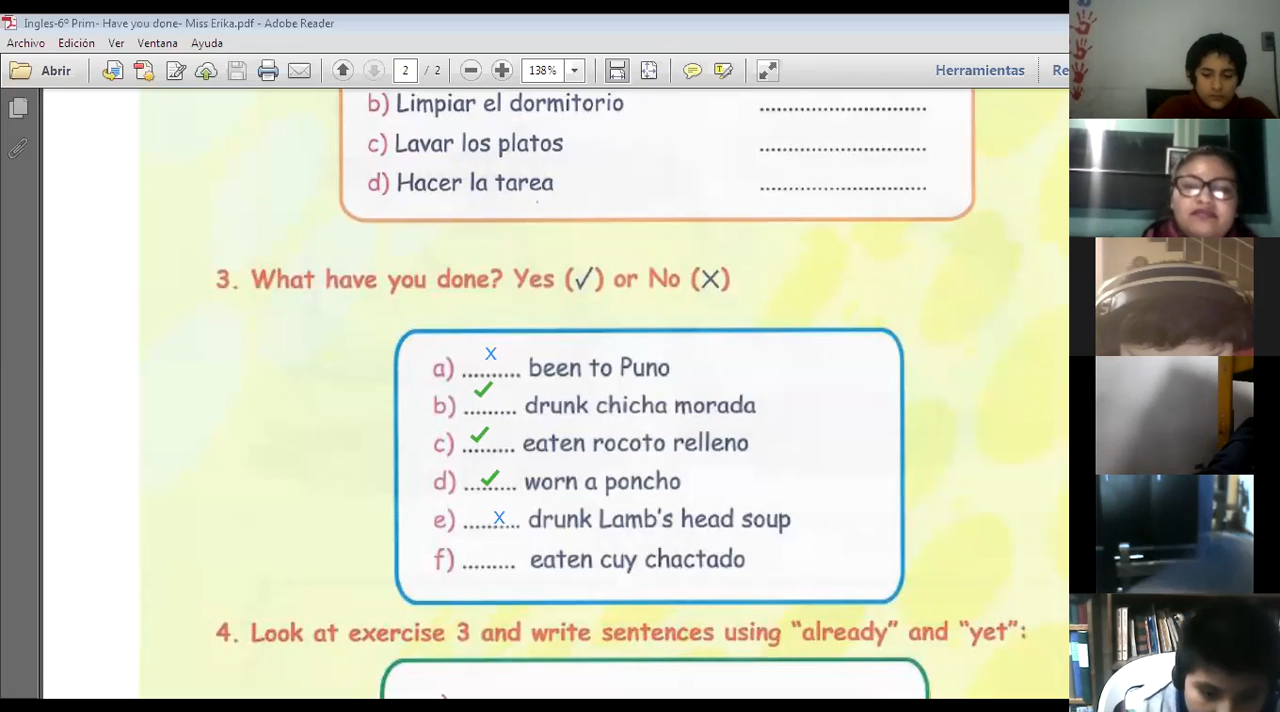 Ingles-6º Prim- Have you done- Miss Erika.pdf - Adobe Reader
Archivo Edición Ver Ventana Ayuda
Abrir 2 / 2 138% Herramientas Re
b) Limpiar el dormitorio ..............................
c) Lavar los platos ..............................
d) Hacer la tarea ..............................
3. What have you done? Yes (✓) or No (X)
a) ..X.. been to Puno
b) ..✓.. drunk chicha morada
c) ..✓.. eaten rocoto relleno
d) ..✓.. worn a poncho
e) ..X.. drunk Lamb's head soup
f) ......... eaten cuy chactado
4. Look at exercise 3 and write sentences using "already" and "yet":